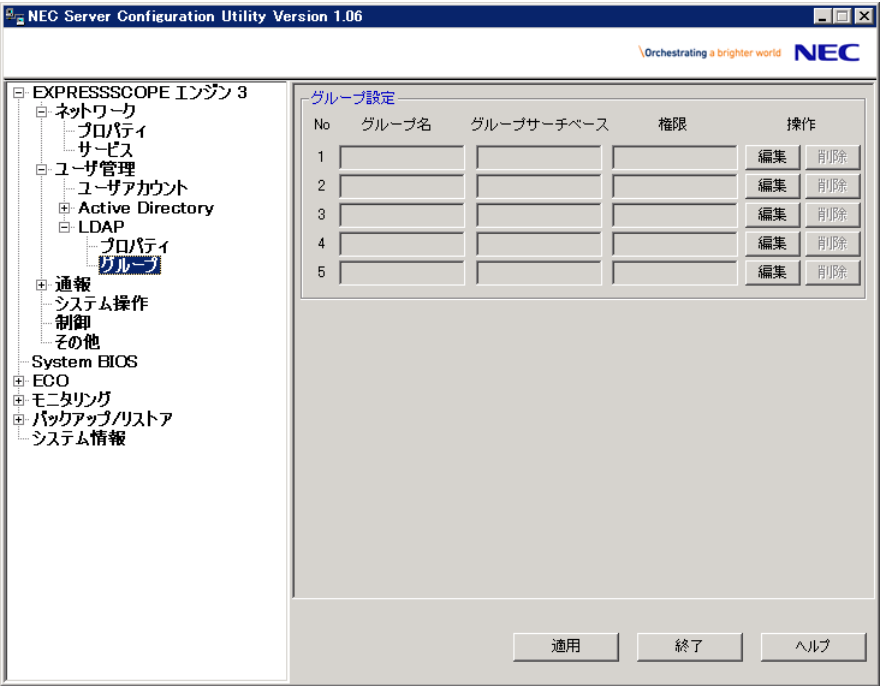 NEC Server Configuration Utility Version 1.06
\Orchestrating a brighter world NEC
EXPRESSSCOPE エンジン 3
ネットワーク
プロパティ
サービス
ユーザ管理
ユーザアカウント
Active Directory
LDAP
プロパティ
グループ
通報
システム操作
制御
その他
System BIOS
ECO
モニタリング
バックアップ/リストア
システム情報
グループ設定
No グループ名 グループサーチベース 権限 操作
1 編集 削除
2 編集 削除
3 編集 削除
4 編集 削除
5 編集 削除
適用 終了 ヘルプ